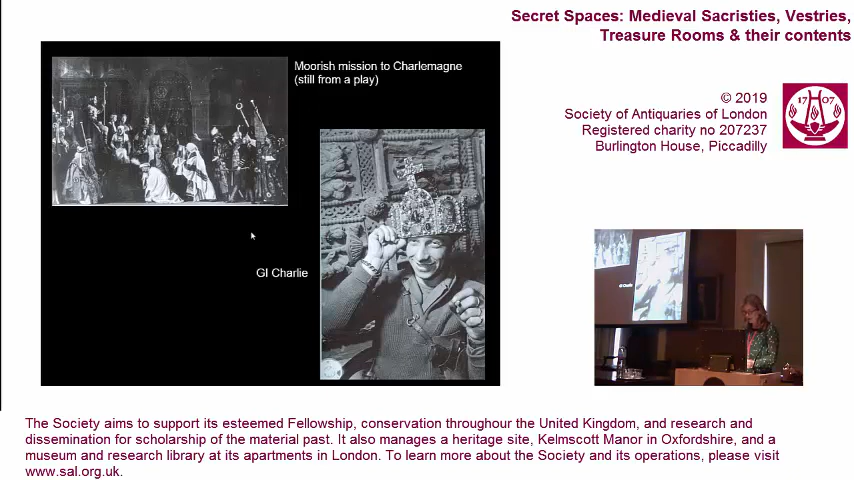 Secret Spaces: Medieval Sacristies, Vestries,
Treasure Rooms & their contents
Moorish mission to Charlemagne
(still from a play)
GI Charlie
© 2019
Society of Antiquaries of London
Registered charity no 207237
Burlington House, Piccadilly
17 07
The Society aims to support its esteemed Fellowship, conservation throughour the United Kingdom, and research and
dissemination for scholarship of the material past. It also manages a heritage site, Kelmscott Manor in Oxfordshire, and a
museum and research library at its apartments in London. To learn more about the Society and its operations, please visit
www.sal.org.uk.